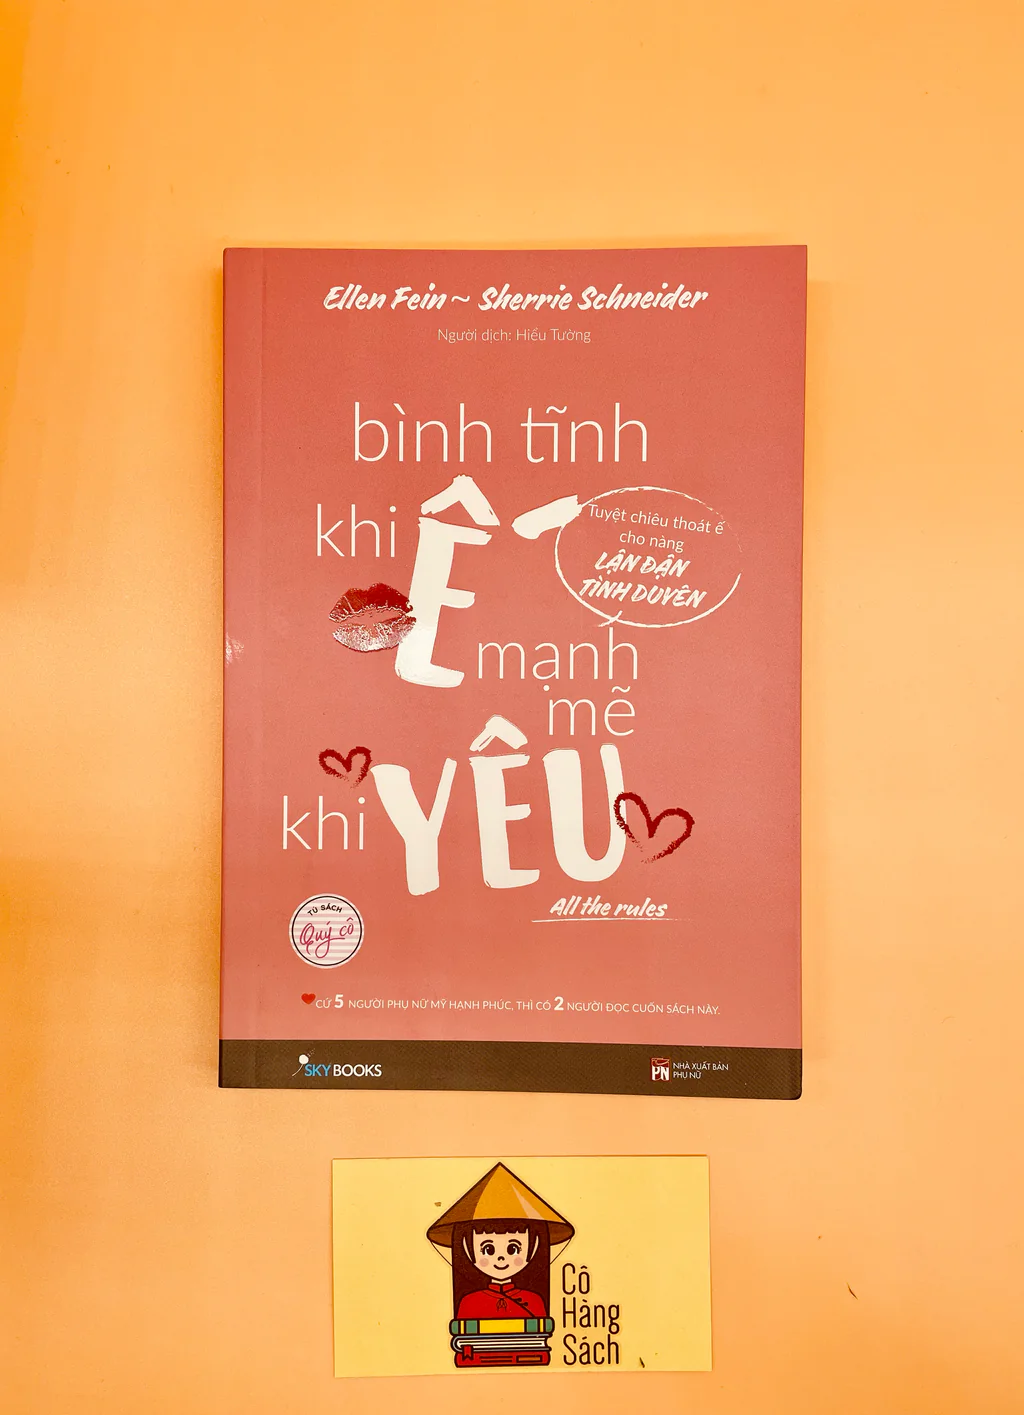 Ellen Fein ~ Sherrie Schneider
Người dịch: Hiểu Tường
bình tĩnh
khi Ế
Tuyệt chiêu thoát ế
cho nàng
LẬN ĐẬN
TÌNH DUYÊN
mạnh
mẽ
khi YÊU
All the rules
TỦ SÁCH
Quý cô
CỨ 5 NGƯỜI PHỤ NỮ MỸ HẠNH PHÚC, THÌ CÓ 2 NGƯỜI ĐỌC CUỐN SÁCH NÀY.
SKYBOOKS
PN NHÀ XUẤT BẢN
PHỤ NỮ
Cô
Hàng
Sách